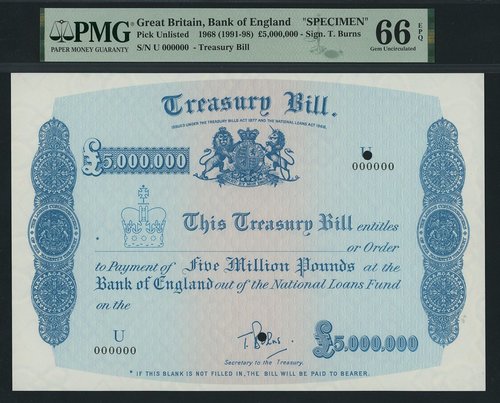 PMG
PAPER MONEY GUARANTY
Great Britain, Bank of England "SPECIMEN"
Pick Unlisted 1968 (1991-98) £5,000,000 - Sign. T. Burns
S/N U 000000 - Treasury Bill
66 EPQ
Gem Uncirculated
Treasury Bill.
ISSUED UNDER THE TREASURY BILLS ACT 1877 AND THE NATIONAL LOANS ACT 1968.
£5,000,000
U
000000
This Treasury Bill entitles
* or Order
to Payment of Five Million Pounds at the
Bank of England out of the National Loans Fund
on the
U
000000
T. Burns
Secretary to the Treasury.
£5,000,000
* IF THIS BLANK IS NOT FILLED IN, THE BILL WILL BE PAID TO BEARER.